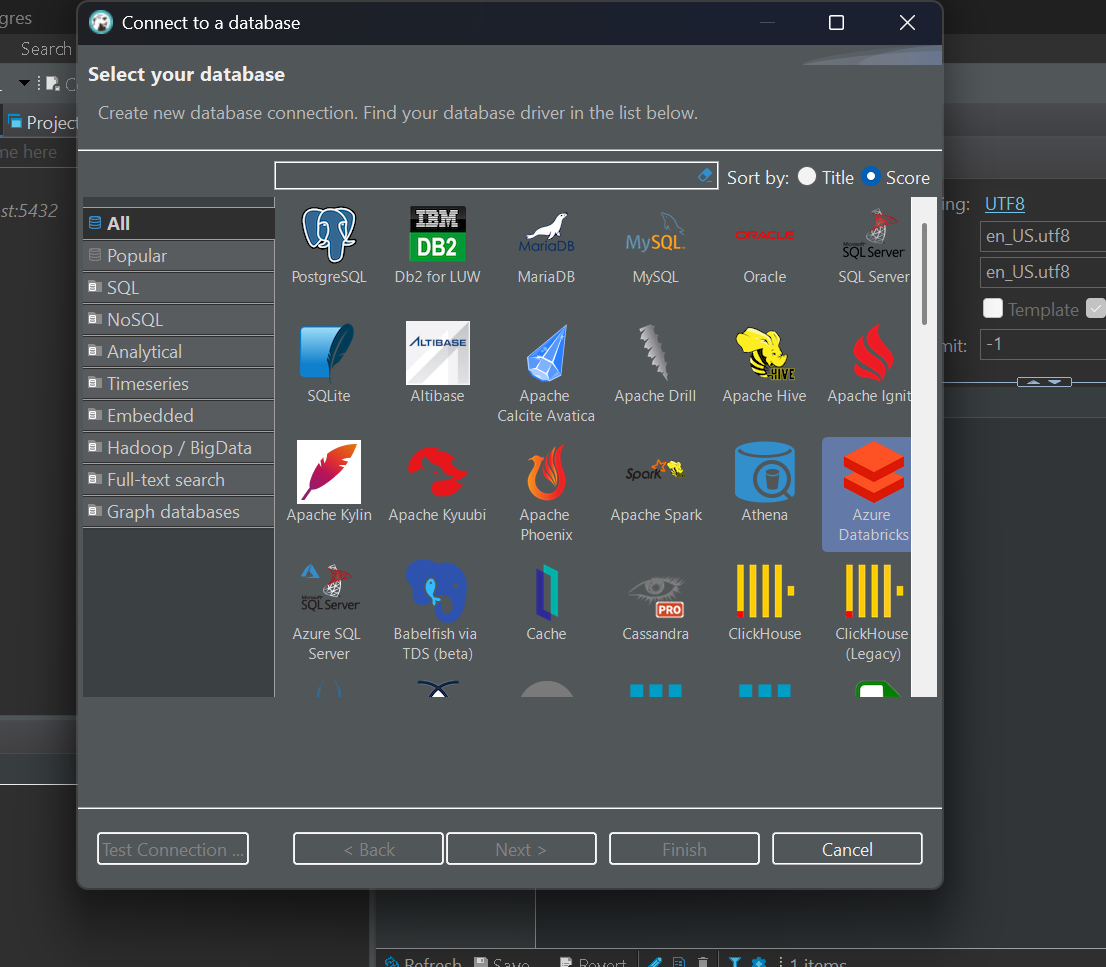 gres
Connect to a database
Search
Select your database
Create new database connection. Find your database driver in the list below.
Project
me here
Sort by: Title Score
st:5432
ing: UTF8
en_US.utf8
en_US.utf8
Template
mit: -1
All
Popular
SQL
NoSQL
Analytical
Timeseries
Embedded
Hadoop / BigData
Full-text search
Graph databases
IBM
DB2
MariaDB
MySQL
ORACLE
Microsoft
SQL Server
PostgreSQL
Db2 for LUW
MariaDB
MySQL
Oracle
SQL Server
ALTIBASE
HIVE
SQLite
Altibase
Apache
Calcite Avatica
Apache Drill
Apache Hive
Apache Ignit
Spark
Apache Kylin
Apache Kyuubi
Apache
Phoenix
Apache Spark
Athena
Azure
Databricks
Microsoft
SQL Server
PRO
Azure SQL
Server
Babelfish via
TDS (beta)
Cache
Cassandra
ClickHouse
ClickHouse
(Legacy)
Test Connection ...
< Back
Next >
Finish
Cancel
Refresh
Save
Revert
1 items